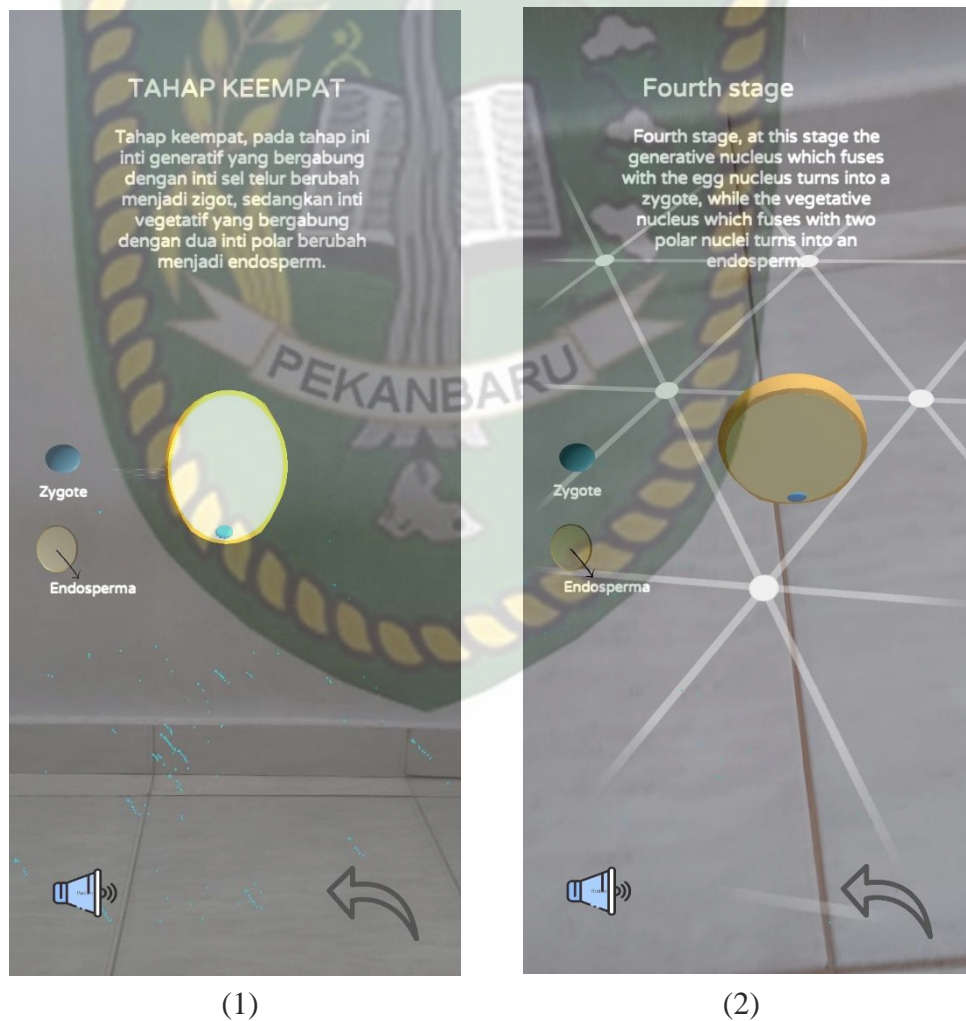 TAHAP KEEMPAT
Tahap keempat, pada tahap ini
inti generatif yang bergabung
dengan inti sel telur berubah
menjadi zigot, sedangkan inti
vegetatif yang bergabung
dengan dua inti polar berubah
menjadi endosperm.
PEKANBARU
Zygote
Endosperma
(1)
Fourth stage
Fourth stage, at this stage the
generative nucleus which fuses
with the egg nucleus turns into a
zygote, while the vegetative
nucleus which fuses with two
polar nuclei turns into an
endosperm.
Zygote
Endosperma
(2)